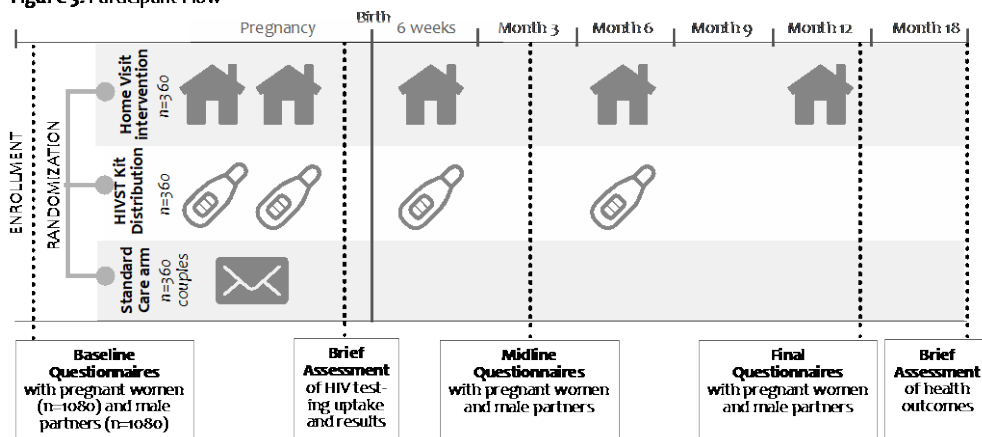 Figure 3. Participant Flow
Birth
Pregnancy
6 weeks
Month 3
Month 6
Month 9
Month 12
Month 18
ENROLLMENT
RANDOMIZATION
Home Visit
intervention
n=360
HIVST Kit
Distribution
n=360
Standard
Care arm
n=360
couples
Baseline
Questionnaires
with pregnant women
(n=1080) and male
partners (n=1080)
Brief
Assessment
of HIV test-
ing uptake
and results
Midline
Questionnaires
with pregnant women
and male partners
Final
Questionnaires
with pregnant women
and male partners
Brief
Assessment
of health
outcomes